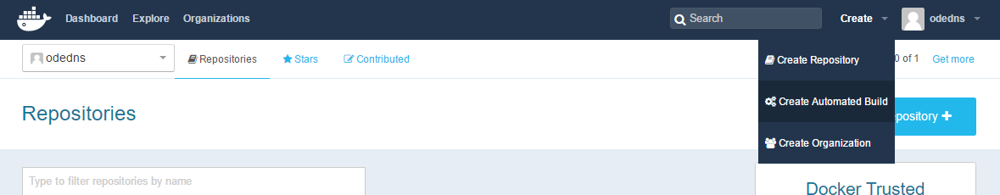 Dashboard Explore Organizations Search Create odedns
odedns Repositories Stars Contributed 0 of 1 Get more
Create Repository
Create Automated Build
Create Organization
Repositories
pository +
Type to filter repositories by name
Docker Trusted